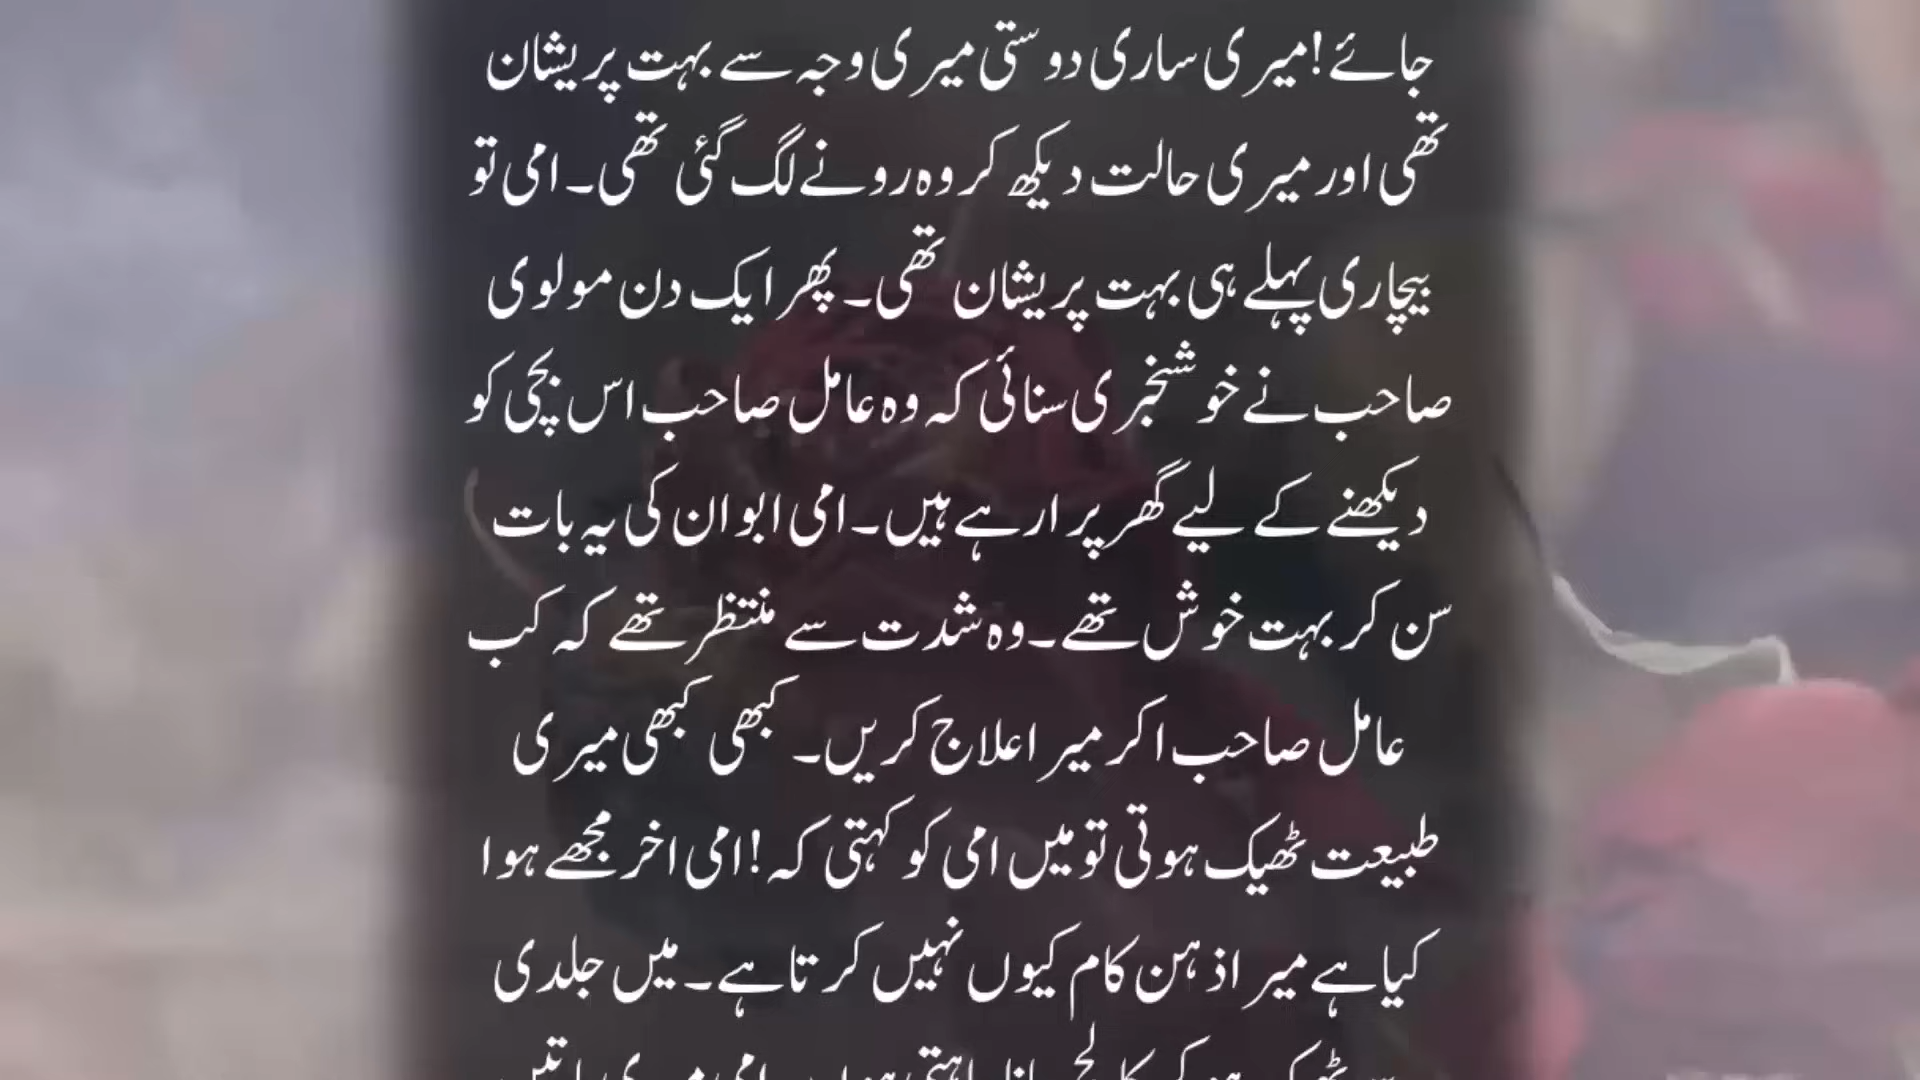 جائے!میری ساری دوستی میری وجہ سے بہت پریشان
تھی اور میری حالت دیکھ کر وہ رونے لگ گئی تھی۔ امی تو
بیچاری پہلے ہی بہت پریشان تھی۔ پھر ایک دن مولوی
صاحب نے خوشخبری سنائی کہ وہ عامل صاحب اس بچی کو
دیکھنے کے لیے گھر پر ارہے ہیں۔ امی ابو ان کی یہ بات
سن کر بہت خوش تھے۔ وہ شدت سے منتظر تھے کہ کب
عامل صاحب اکر میرا علاج کریں۔ کبھی کبھی میری
طبیعت ٹھیک ہوتی تو میں امی کو کہتی کہ!امی اخر مجھے ہوا
کیا ہے میرا ذہن کام کیوں نہیں کرتا ہے۔ میں جلدی